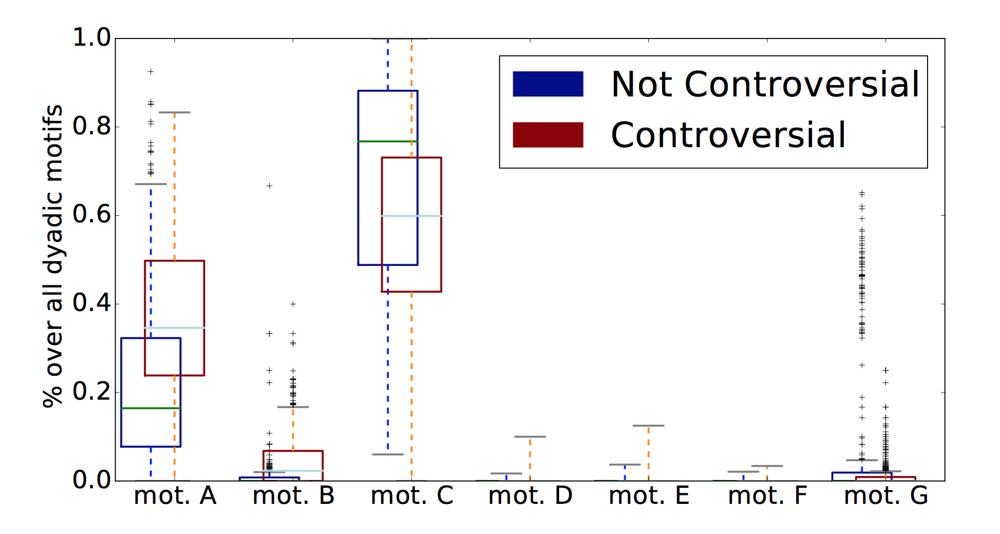 % over all dyadic motifs
1.0
0.8
0.6
0.4
0.2
0.0
Not Controversial
Controversial
mot. A mot. B mot. C mot. D mot. E mot. F mot. G